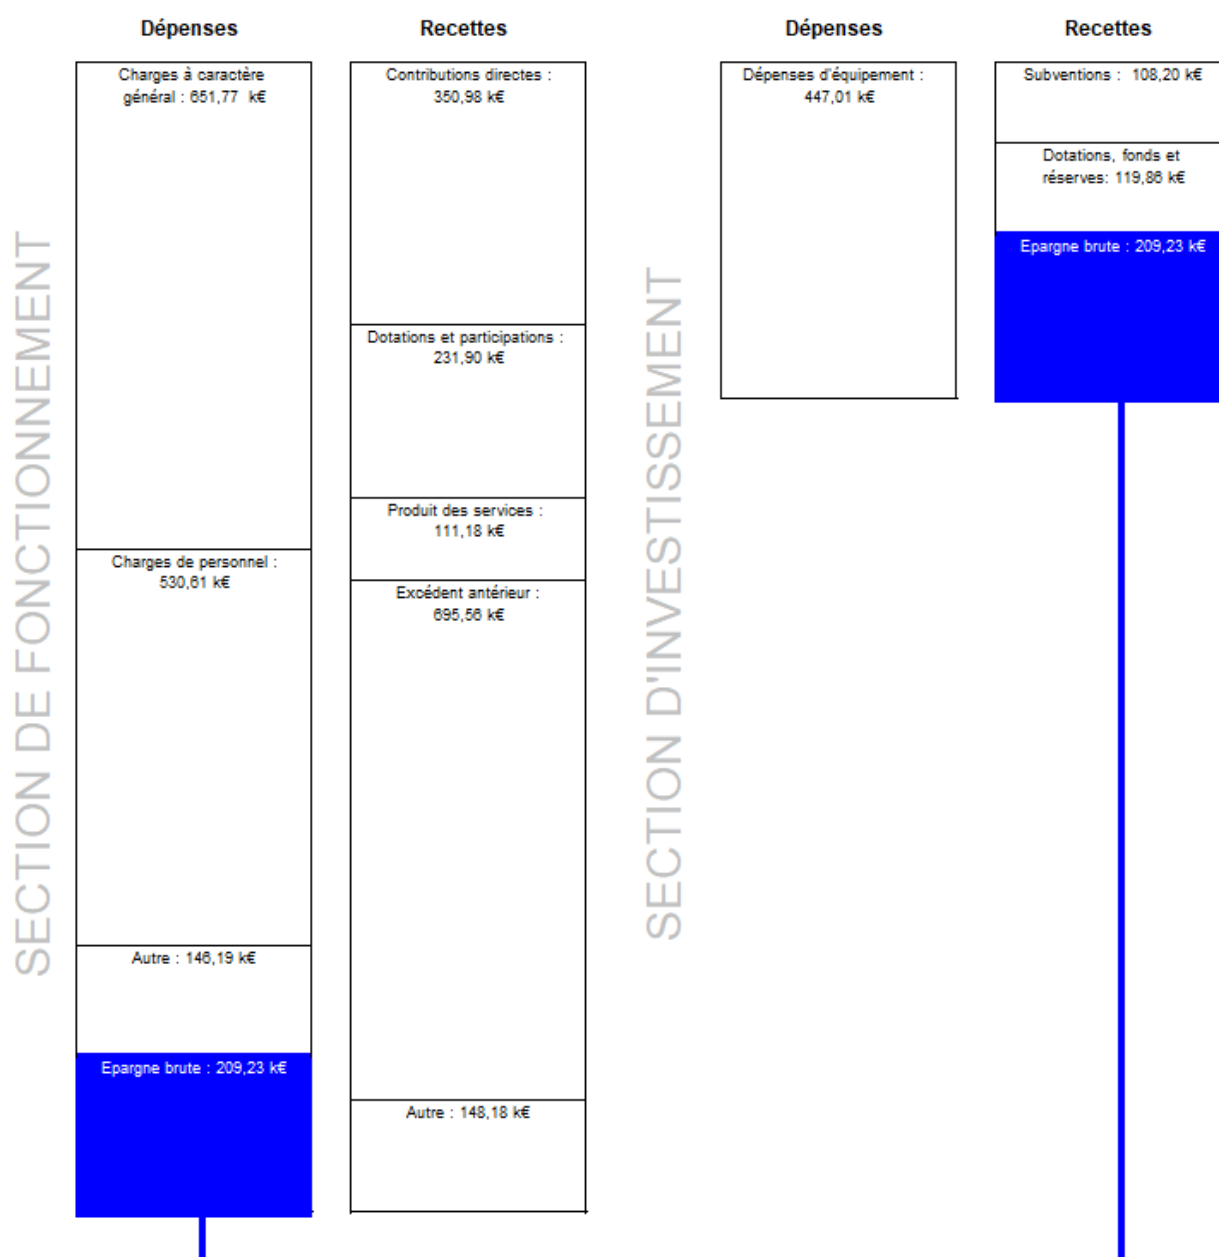 SECTION DE FONCTIONNEMENT
Dépenses
Charges à caractère
général : 651,77 k€
Charges de personnel :
530,61 k€
Autre : 146,19 k€
Epargne brute : 209,23 k€
Recettes
Contributions directes :
350,98 k€
Dotations et participations :
231,90 k€
Produit des services :
111,18 k€
Excédent antérieur :
695,56 k€
Autre : 148,18 k€
SECTION D'INVESTISSEMENT
Dépenses
Dépenses d'équipement :
447,01 k€
Recettes
Subventions : 108,20 k€
Dotations, fonds et
réserves: 119,86 k€
Epargne brute : 209,23 k€